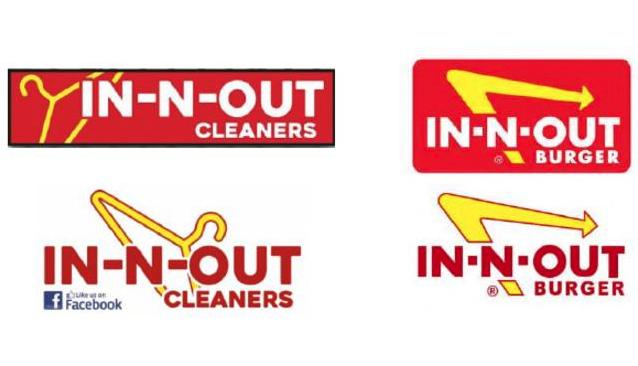 IN-N-OUT
CLEANERS
IN-N-OUT
® BURGER
IN-N-OUT
Like us on
Facebook
CLEANERS
IN-N-OUT
® BURGER